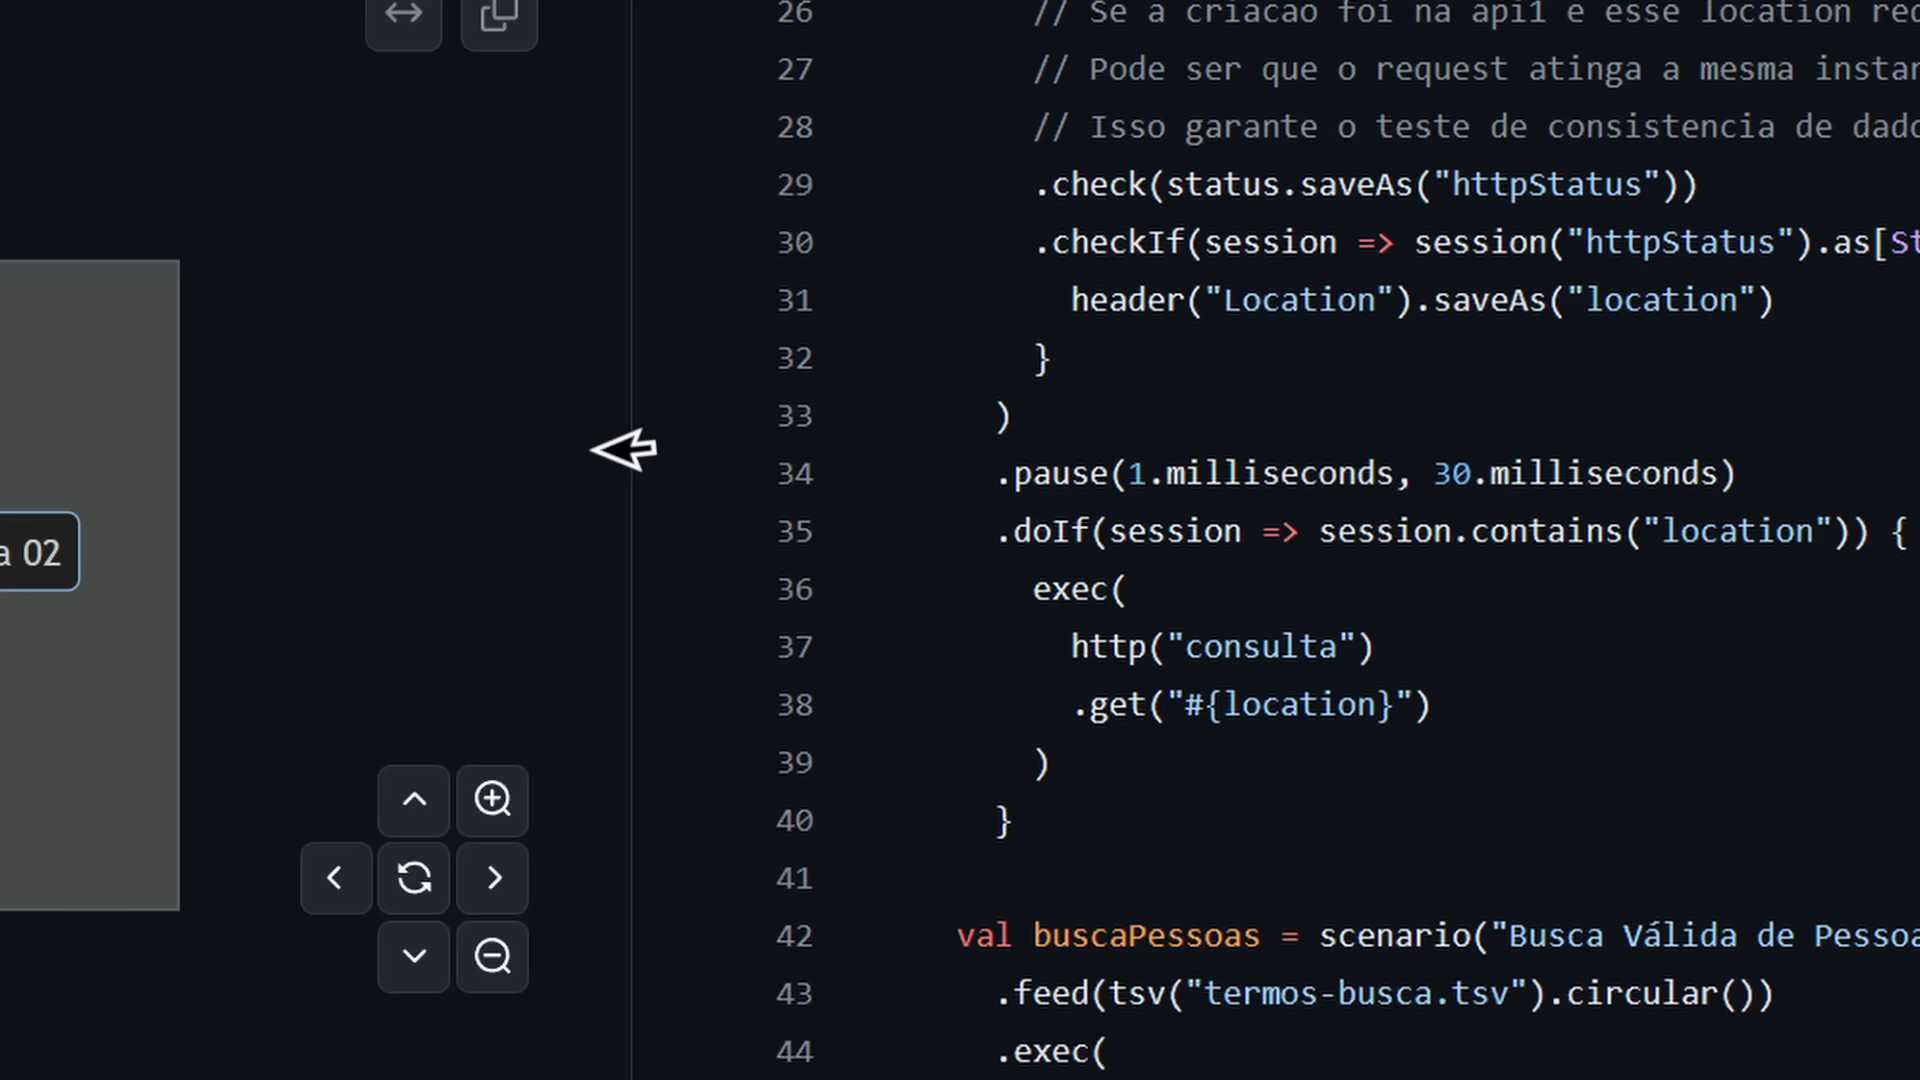 a 02
26 // Se a criacao foi na api1 e esse location
27 // Pode ser que o request atinga a mesma
28 // Isso garante o teste de consistencia de
29 .check(status.saveAs("httpStatus"))
30 .checkIf(session => session("httpStatus").as[St
31 header("Location").saveAs("location")
32 }
33 )
34 .pause(1.milliseconds, 30.milliseconds)
35 .doIf(session => session.contains("location")) {
36 exec(
37 http("consulta")
38 .get("#{location}")
39 )
40 }
41
42 val buscaPessoas = scenario("Busca Válida de Pessoa
43 .feed(tsv("termos-busca.tsv").circular())
44 .exec(